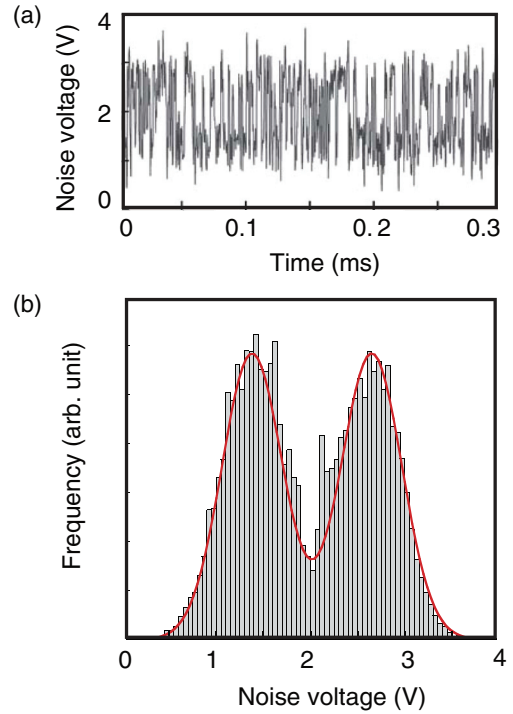 (a)
Noise voltage (V)
4
2
0
0 0.1 0. 2 0.3
Time (ms)
(b)
Frequency (arb. unit)
0 1 2 3 4
Noise voltage (V)